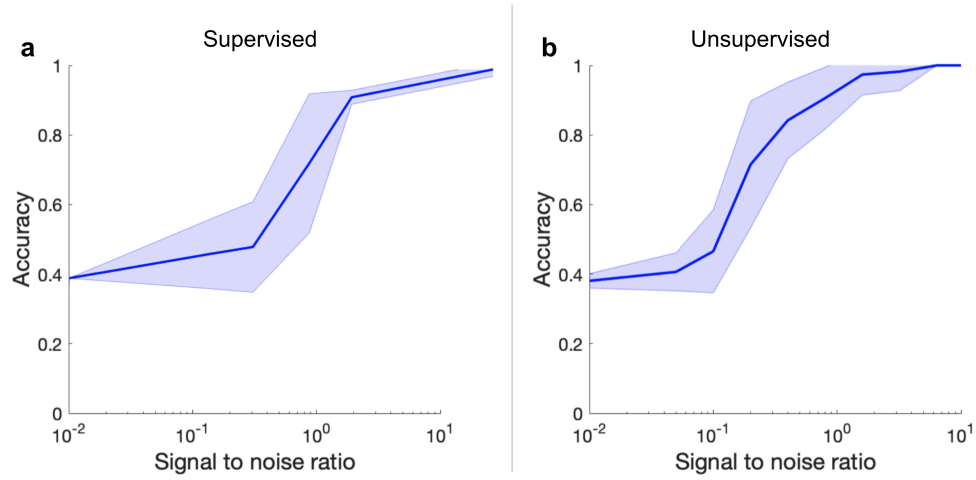 a
Supervised
1
0.8
0.6
0.4
0.2
0
Accuracy
10^-2
10^-1
10^0
10^1
Signal to noise ratio
b
Unsupervised
1
0.8
0.6
0.4
0.2
0
Accuracy
10^-2
10^-1
10^0
10^1
Signal to noise ratio